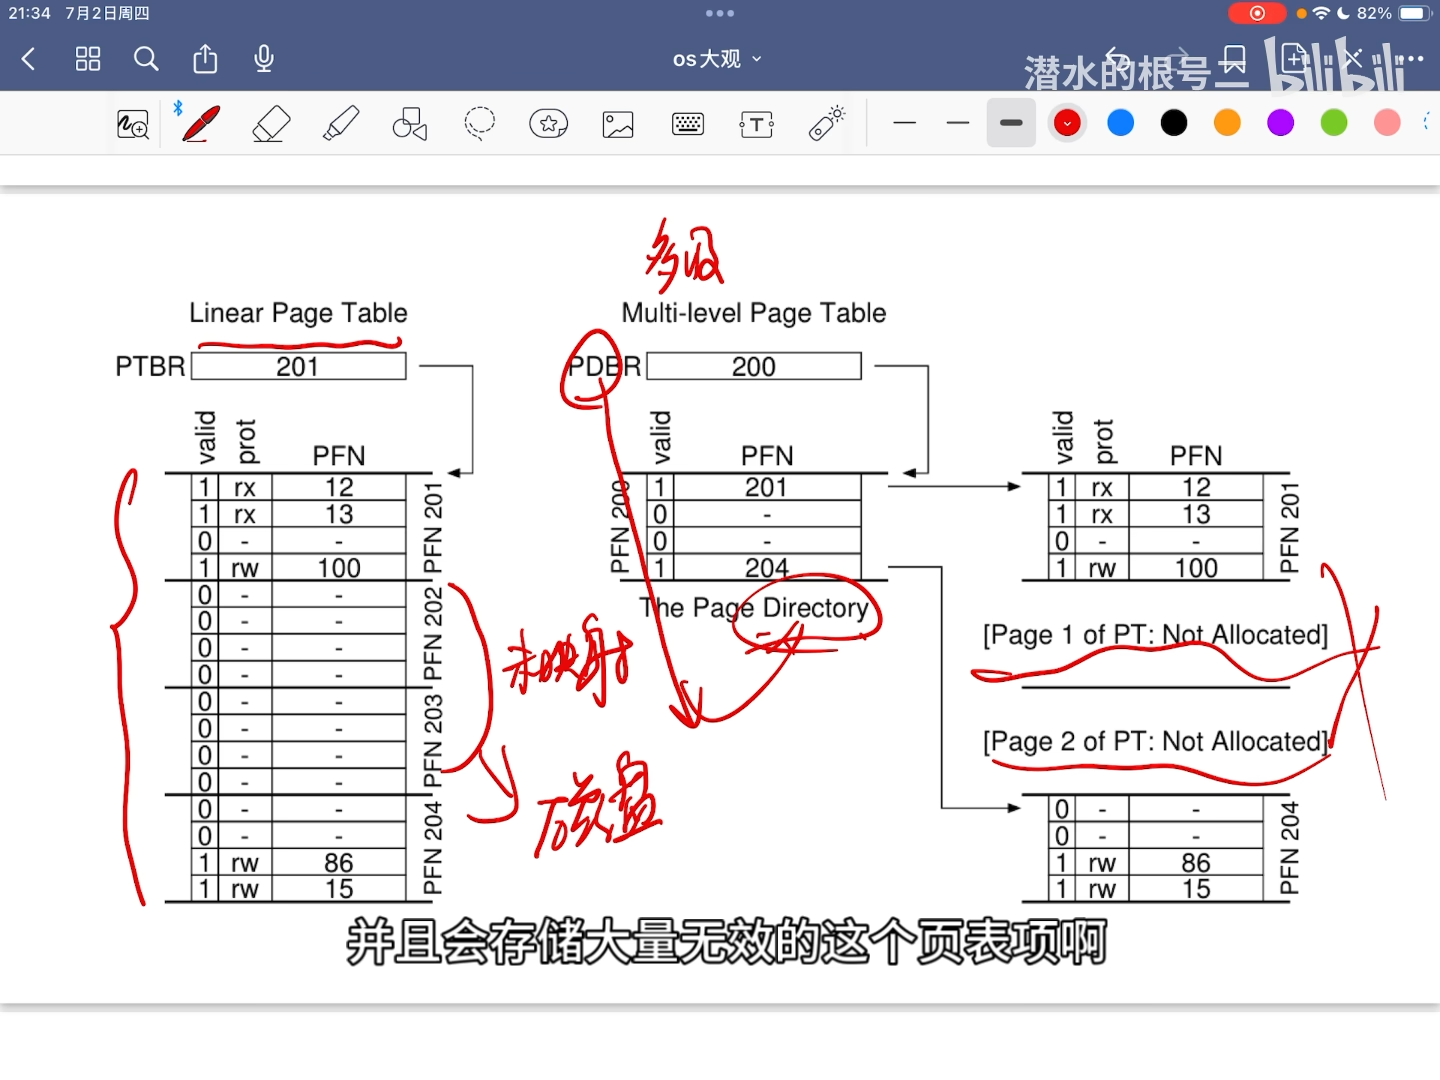 21:34 7月2日周四
82%
os大观
潜水的根号二 bilibili
多级
Linear Page Table
PTBR 201
valid prot PFN
1 rx 12
1 rx 13
0 - -
1 rw 100
PFN 201
0 - -
0 - -
0 - -
0 - -
PFN 202
0 - -
0 - -
0 - -
0 - -
PFN 203
0 - -
0 - -
1 rw 86
1 rw 15
PFN 204
未映射
磁盘
Multi-level Page Table
PDBR 200
valid PFN
1 201
0 -
0 -
1 204
PFN 200
The Page Directory
valid prot PFN
1 rx 12
1 rx 13
0 - -
1 rw 100
PFN 201
[Page 1 of PT: Not Allocated]
[Page 2 of PT: Not Allocated]
0 - -
0 - -
1 rw 86
1 rw 15
PFN 204
并且会存储大量无效的这个页表项啊